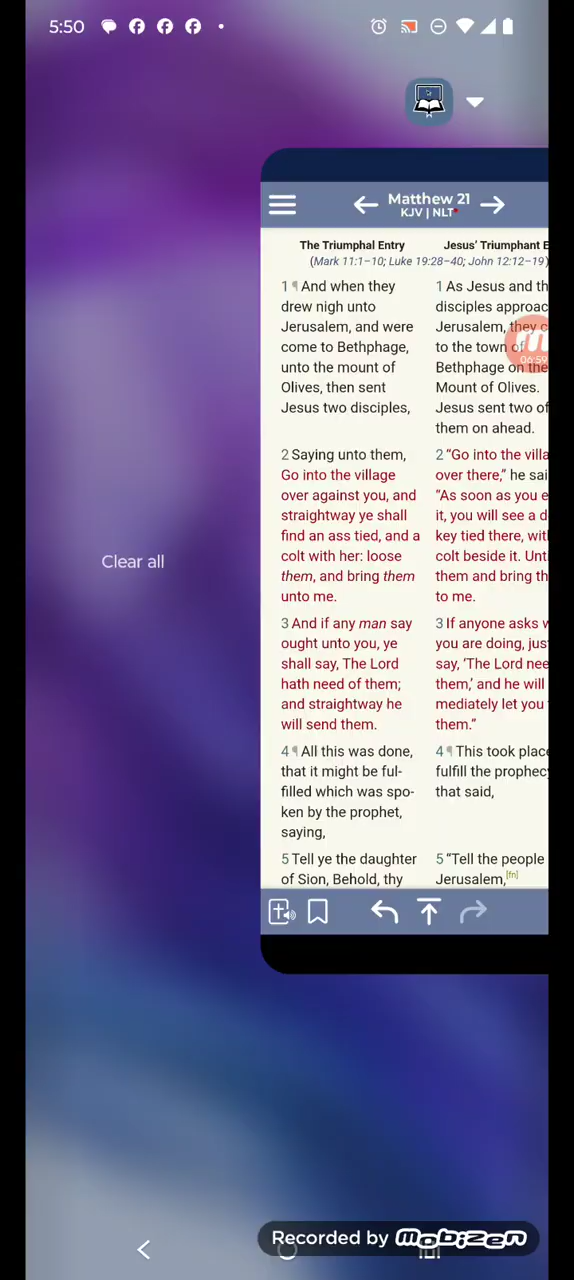 5:50
Matthew 21
KJV | NLT
The Triumphal Entry
(Mark 11:1–10; Luke 19:28–40; John 12:12–19)
1 ¶ And when they
drew nigh unto
Jerusalem, and were
come to Bethphage,
unto the mount of
Olives, then sent
Jesus two disciples,
2 Saying unto them,
Go into the village
over against you, and
straightway ye shall
find an ass tied, and a
colt with her: loose
them, and bring them
unto me.
3 And if any man say
ought unto you, ye
shall say, The Lord
hath need of them;
and straightway he
will send them.
4 ¶ All this was done,
that it might be ful-
filled which was spo-
ken by the prophet,
saying,
5 Tell ye the daughter
of Sion, Behold, thy
Jesus' Triumphant E
1 As Jesus and th
disciples approac
Jerusalem, they c
to the town of
Bethphage on the
Mount of Olives.
Jesus sent two of
them on ahead.
2 “Go into the villa
over there,” he sai
“As soon as you e
it, you will see a d
key tied there, wit
colt beside it. Unti
them and bring th
to me.
3 If anyone asks w
you are doing, jus
say, ‘The Lord nee
them,’ and he will
mediately let you
them.”
4 ¶ This took place
fulfill the prophecy
that said,
5 “Tell the people
Jerusalem,[fn]
06:59
Clear all
Recorded by Mobizen